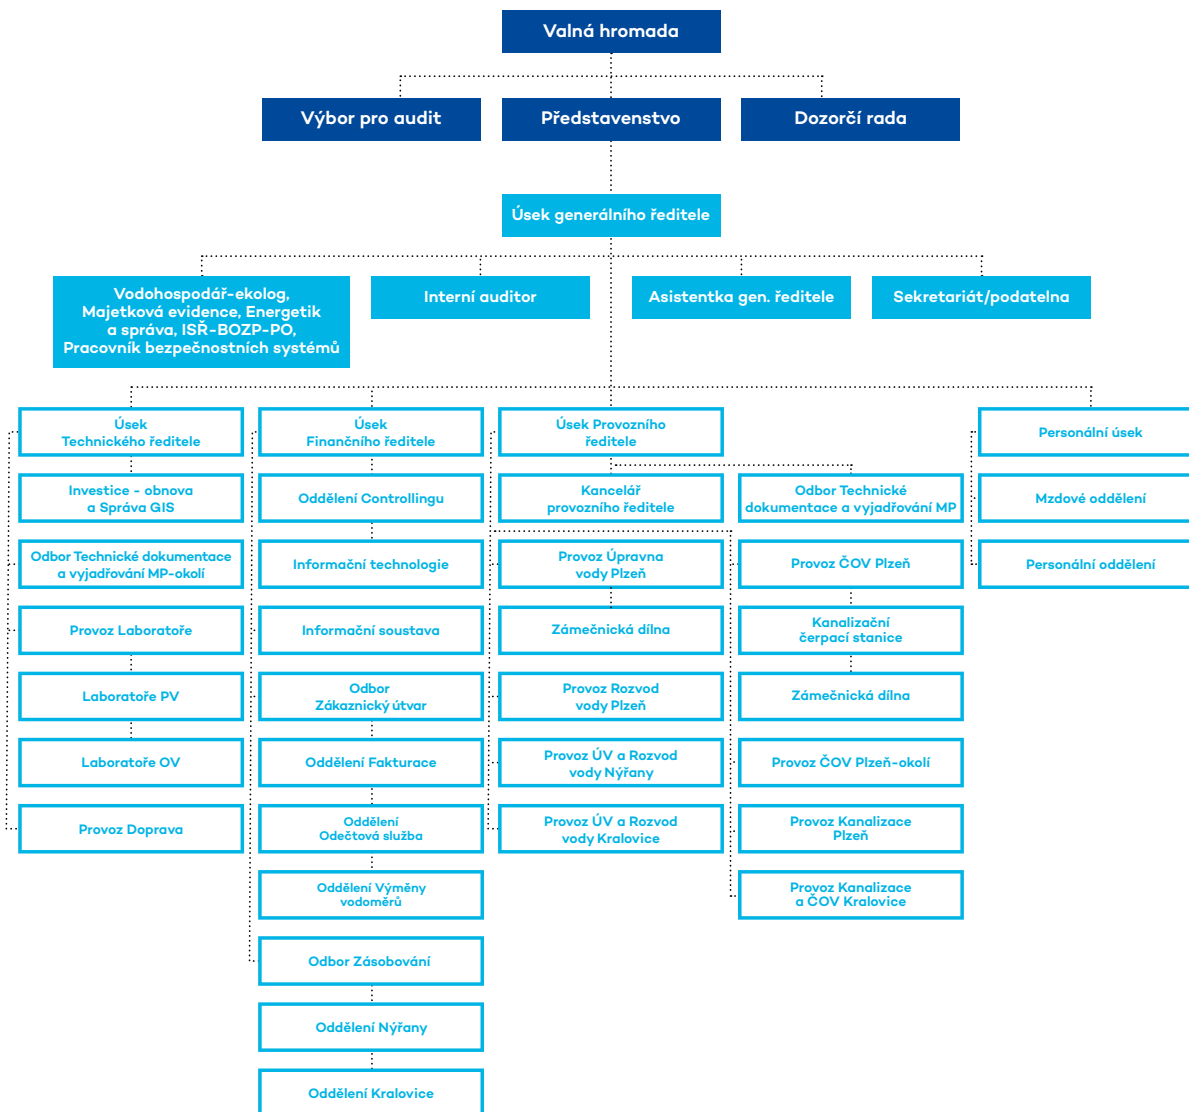 Valná hromada
Výbor pro audit
Představenstvo
Dozorčí rada
Úsek generálního ředitele
Vodohospodář-ekolog,
Majetková evidence, Energetik
a správa, ISŘ-BOZP-PO,
Pracovník bezpečnostních systémů
Interní auditor
Asistentka gen. ředitele
Sekretariát/podatelna
Úsek
Technického ředitele
Investice - obnova
a Správa GIS
Odbor Technické dokumentace
a vyjadřování MP-okolí
Provoz Laboratoře
Laboratoře PV
Laboratoře OV
Provoz Doprava
Úsek
Finančního ředitele
Oddělení Controllingu
Informační technologie
Informační soustava
Odbor
Zákaznický útvar
Oddělení Fakturace
Oddělení
Odečtová služba
Oddělení Výměny
vodoměrů
Odbor Zásobování
Oddělení Nýřany
Oddělení Kralovice
Úsek Provozního
ředitele
Kancelář
provozního ředitele
Provoz Úpravna
vody Plzeň
Zámečnická dílna
Provoz Rozvod
vody Plzeň
Provoz ÚV a Rozvod
vody Nýřany
Provoz ÚV a Rozvod
vody Kralovice
Odbor Technické
dokumentace a vyjadřování MP
Provoz ČOV Plzeň
Kanalizační
čerpací stanice
Zámečnická dílna
Provoz ČOV Plzeň-okolí
Provoz Kanalizace
Plzeň
Provoz Kanalizace
a ČOV Kralovice
Personální úsek
Mzdové oddělení
Personální oddělení